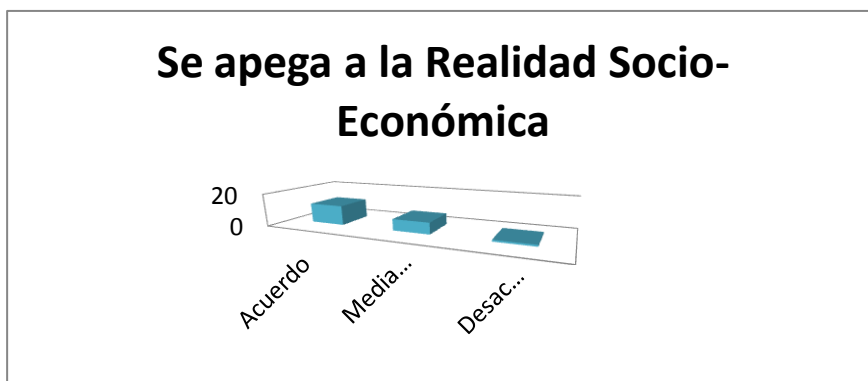 Se apega a la Realidad Socio-
Económica
20
0
Acuerdo
Media...
Desac...